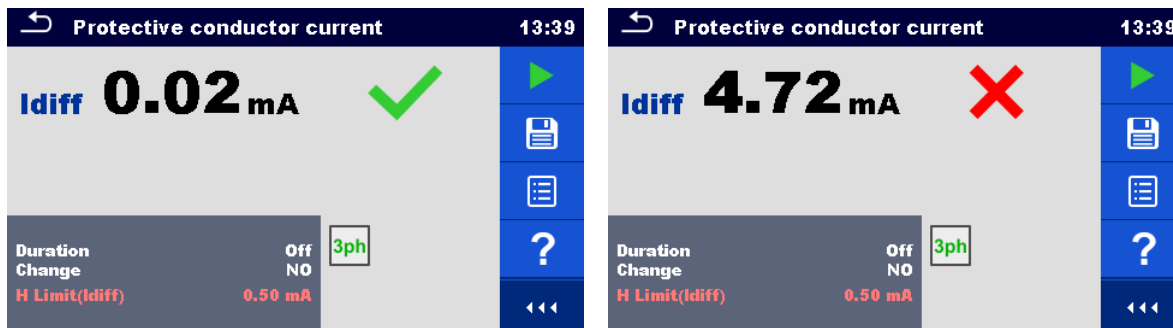 Protective conductor current 13:39
Idiff 0.02 mA
3ph
Duration Off
Change NO
H Limit(Idiff) 0.50 mA
?
Protective conductor current 13:39
Idiff 4.72 mA
3ph
Duration Off
Change NO
H Limit(Idiff) 0.50 mA
?